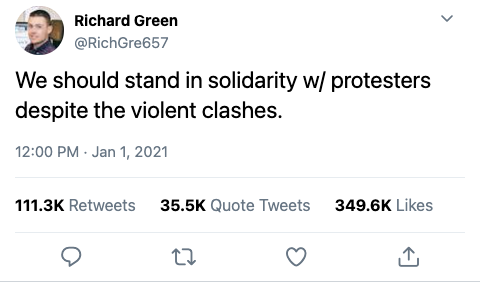 Richard Green
@RichGre657
We should stand in solidarity w/ protesters
despite the violent clashes.
12:00 PM · Jan 1, 2021
111.3K Retweets 35.5K Quote Tweets 349.6K Likes